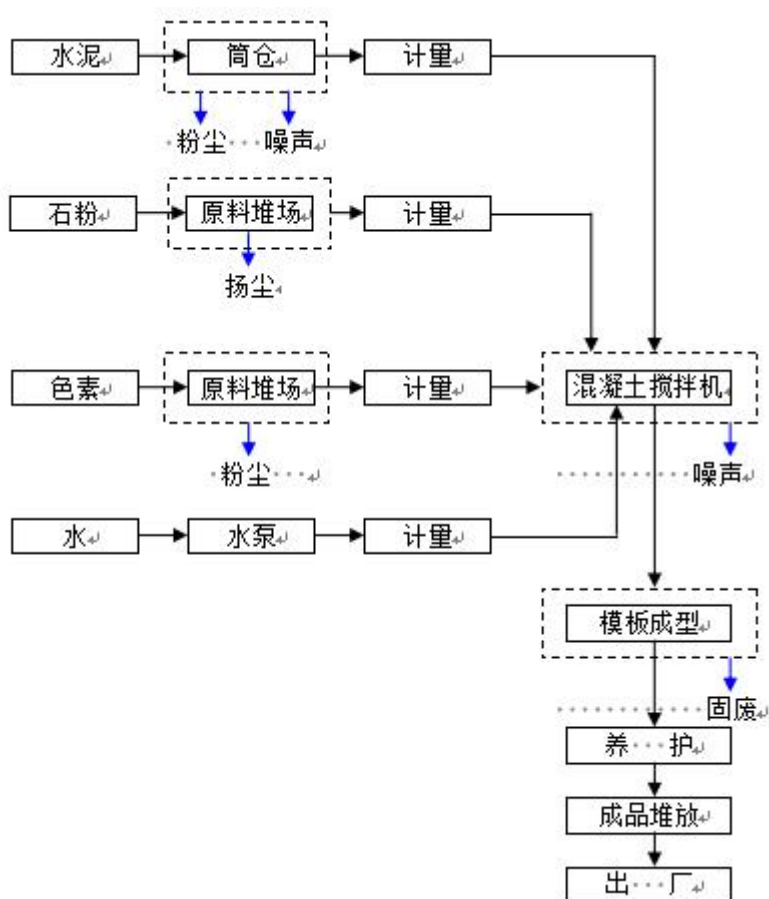 水泥 筒仓 计量
粉尘 噪声
石粉 原料堆场 计量
扬尘
色素 原料堆场 计量 混凝土搅拌机
粉尘 噪声
水 水泵 计量
模板成型
固废
养 护
成品堆放
出 厂